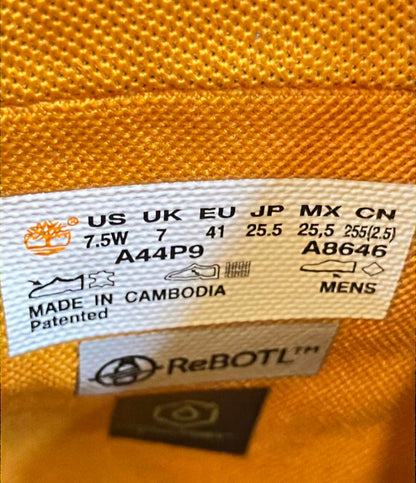 ® US UK EU JP MX CN
7.5W 7 41 25.5 25,5 255(2.5)
A44P9 A8646
MADE IN CAMBODIA MENS
Patented
ReBOTL™